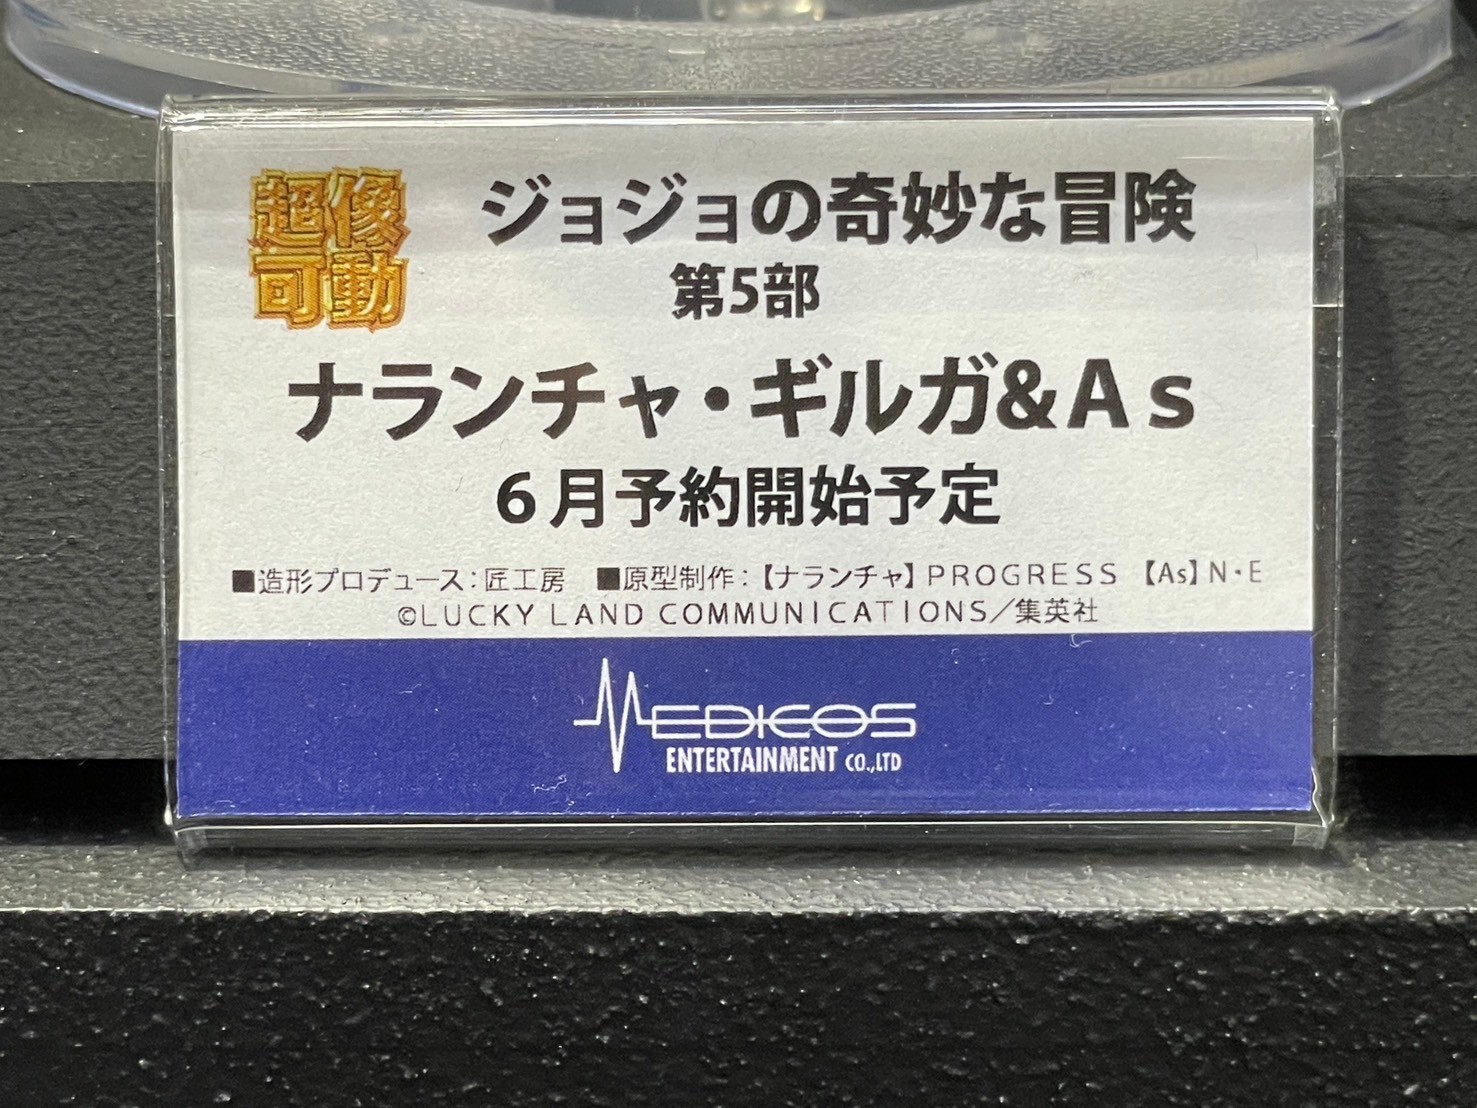 超像
可動
ジョジョの奇妙な冒険
第5部
ナランチャ・ギルガ&As
6月予約開始予定
■造形プロデュース:匠工房　■原型制作:【ナランチャ】PROGRESS 【As】N・E
©LUCKY LAND COMMUNICATIONS/集英社
MEDICOS
ENTERTAINMENT CO.,LTD